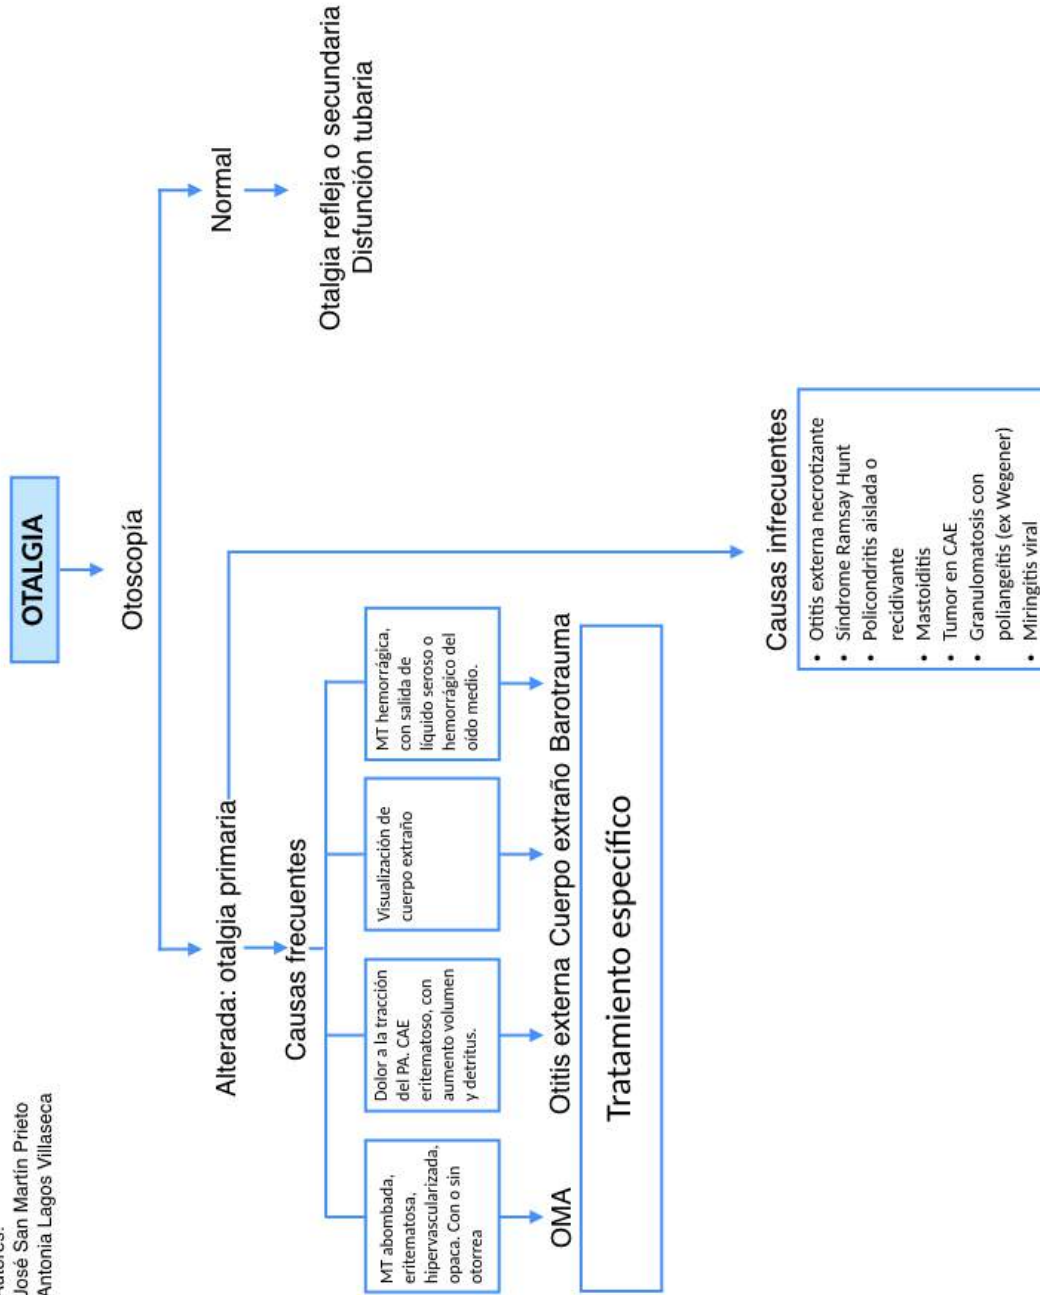 Autores:
José San Martín Prieto
Antonia Lagos Villaseca
OTALGIA
Otoscopía
Alterada: otalgia primaria
Normal
Causas frecuentes
Otalgia refleja o secundaria
Disfunción tubaria
MT abombada,
eritematosa,
hipervascularizada,
opaca. Con o sin
otorrea
Dolor a la tracción
del PA. CAE
eritematoso, con
aumento volumen
y detritus.
Visualización de
cuerpo extraño
MT hemorrágica,
con salida de
líquido seroso o
hemorrágico del
oído medio.
OMA
Otitis externa
Cuerpo extraño
Barotrauma
Tratamiento específico
Causas infrecuentes
• Otitis externa necrotizante
• Síndrome Ramsay Hunt
• Policondritis aislada o
recidivante
• Mastoiditis
• Tumor en CAE
• Granulomatosis con
poliangeítis (ex Wegener)
• Miringitis viral